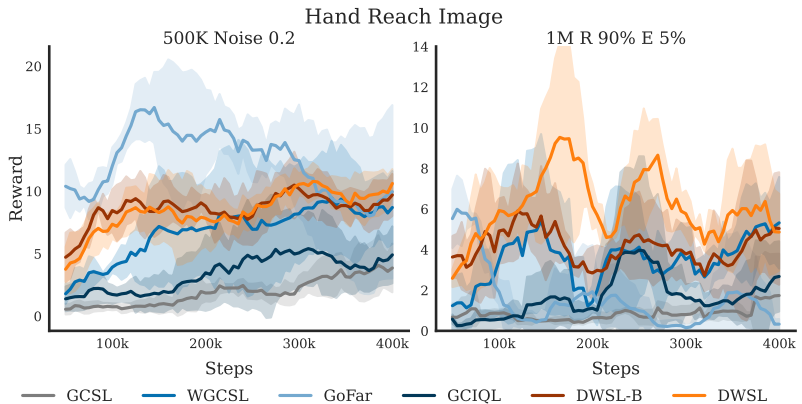 Hand Reach Image
500K Noise 0.2
1M R 90% E 5%
Reward
20
15
10
5
0
14
12
10
8
6
4
2
0
100k 200k 300k 400k
100k 200k 300k 400k
Steps
Steps
GCSL WGCSL GoFar GCIQL DWSL-B DWSL